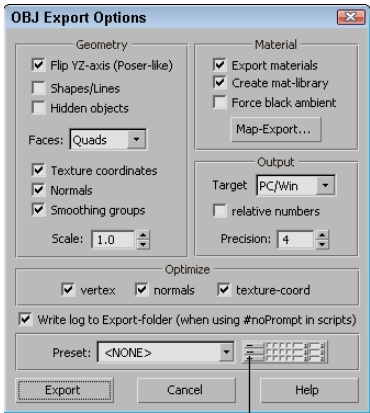 OBJ Export Options
Geometry
Flip YZ-axis (Poser-like)
Shapes/Lines
Hidden objects
Faces: Quads
Texture coordinates
Normals
Smoothing groups
Scale: 1.0
Material
Export materials
Create mat-library
Force black ambient
Map-Export...
Output
Target PC/Win
relative numbers
Precision: 4
Optimize
vertex normals texture-coord
Write log to Export-folder (when using #noPrompt in scripts)
Preset: <NONE>
Export Cancel Help